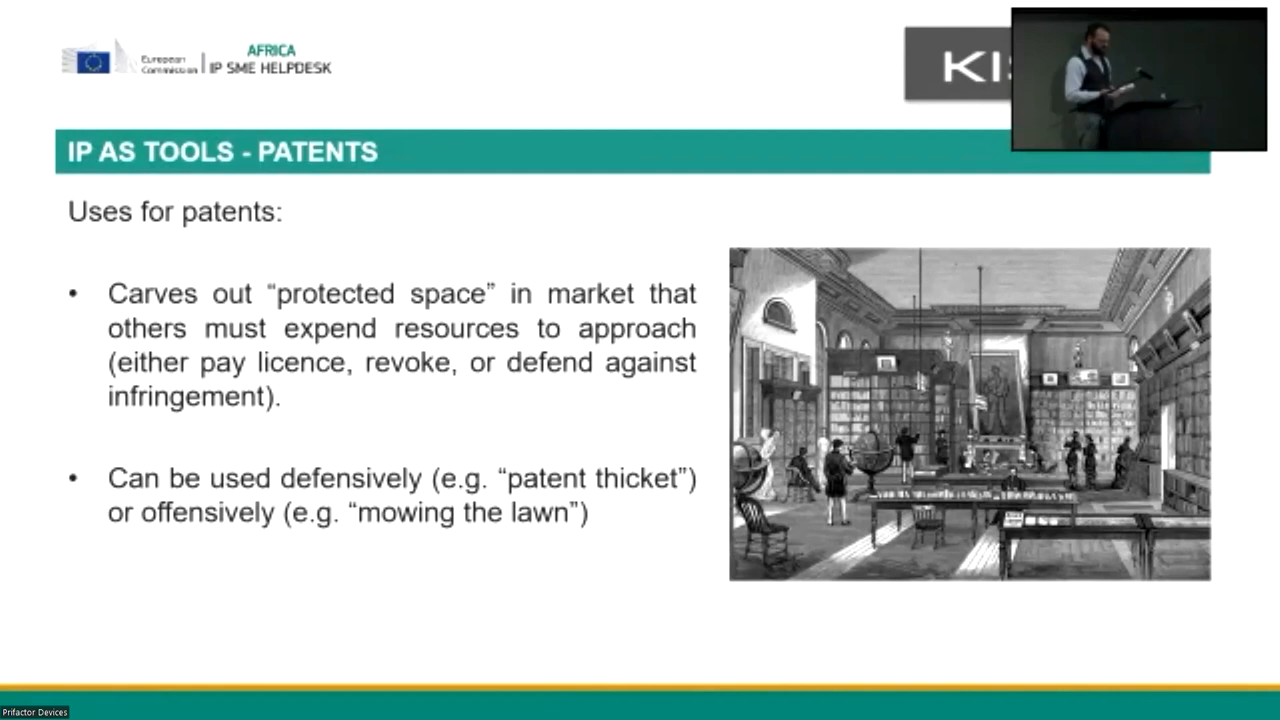 European
Commission
AFRICA
IP SME HELPDESK
IP AS TOOLS - PATENTS
Uses for patents:
• Carves out “protected space” in market that
others must expend resources to approach
(either pay licence, revoke, or defend against
infringement).
• Can be used defensively (e.g. “patent thicket”)
or offensively (e.g. “mowing the lawn”)
Prifactor Devices